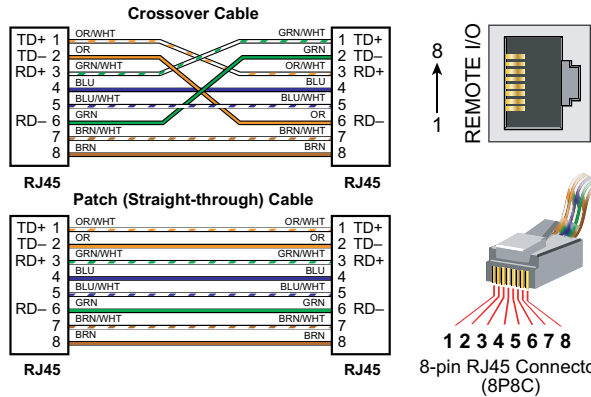 Crossover Cable
TD+ 1 OR/WHT GRN/WHT 1 TD+
TD– 2 OR GRN 2 TD–
RD+ 3 GRN/WHT OR/WHT 3 RD+
4 BLU BLU 4
5 BLU/WHT BLU/WHT 5
RD– 6 GRN OR 6 RD–
7 BRN/WHT BRN/WHT 7
8 BRN BRN 8
RJ45 RJ45
Patch (Straight-through) Cable
TD+ 1 OR/WHT OR/WHT 1 TD+
TD– 2 OR OR 2 TD–
RD+ 3 GRN/WHT GRN/WHT 3 RD+
4 BLU BLU 4
5 BLU/WHT BLU/WHT 5
RD– 6 GRN GRN 6 RD–
7 BRN/WHT BRN/WHT 7
8 BRN BRN 8
RJ45 RJ45
8
1
REMOTE I/O
1 2 3 4 5 6 7 8
8-pin RJ45 Connecto
(8P8C)